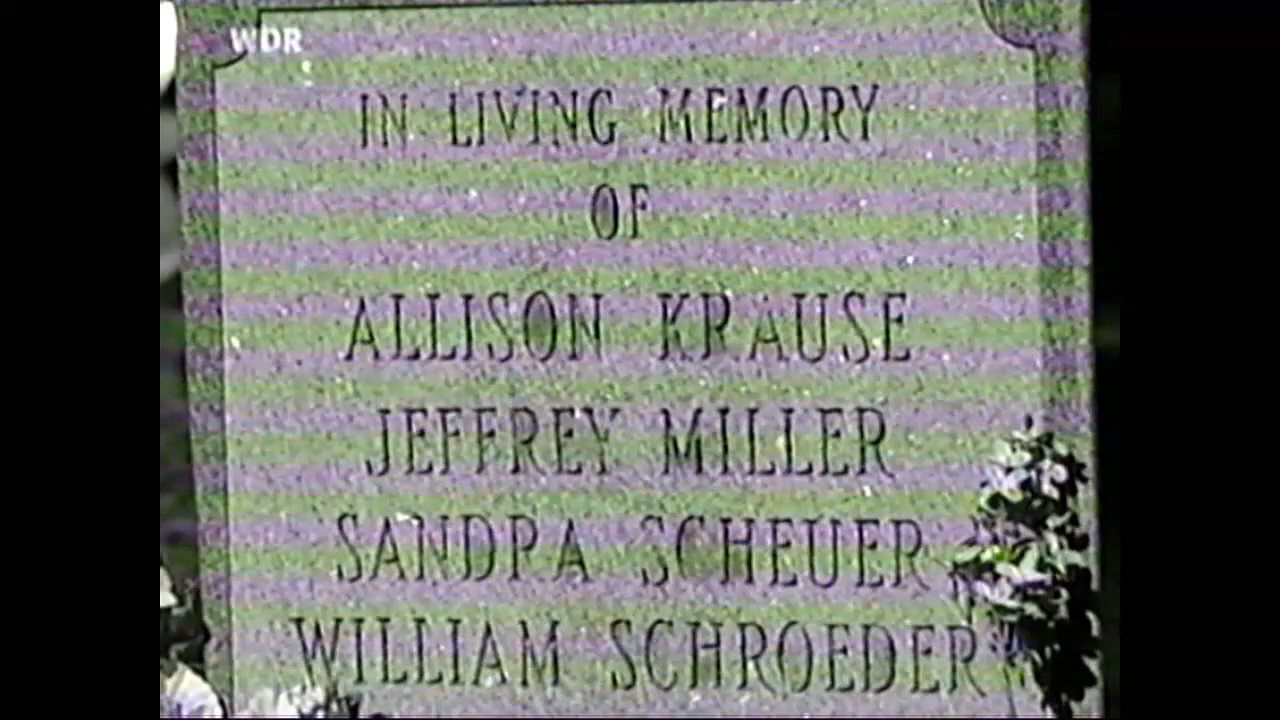 WDR
IN LIVING MEMORY
OF
ALLISON KRAUSE
JEFFREY MILLER
SANDRA SCHEUER
WILLIAM SCHROEDER